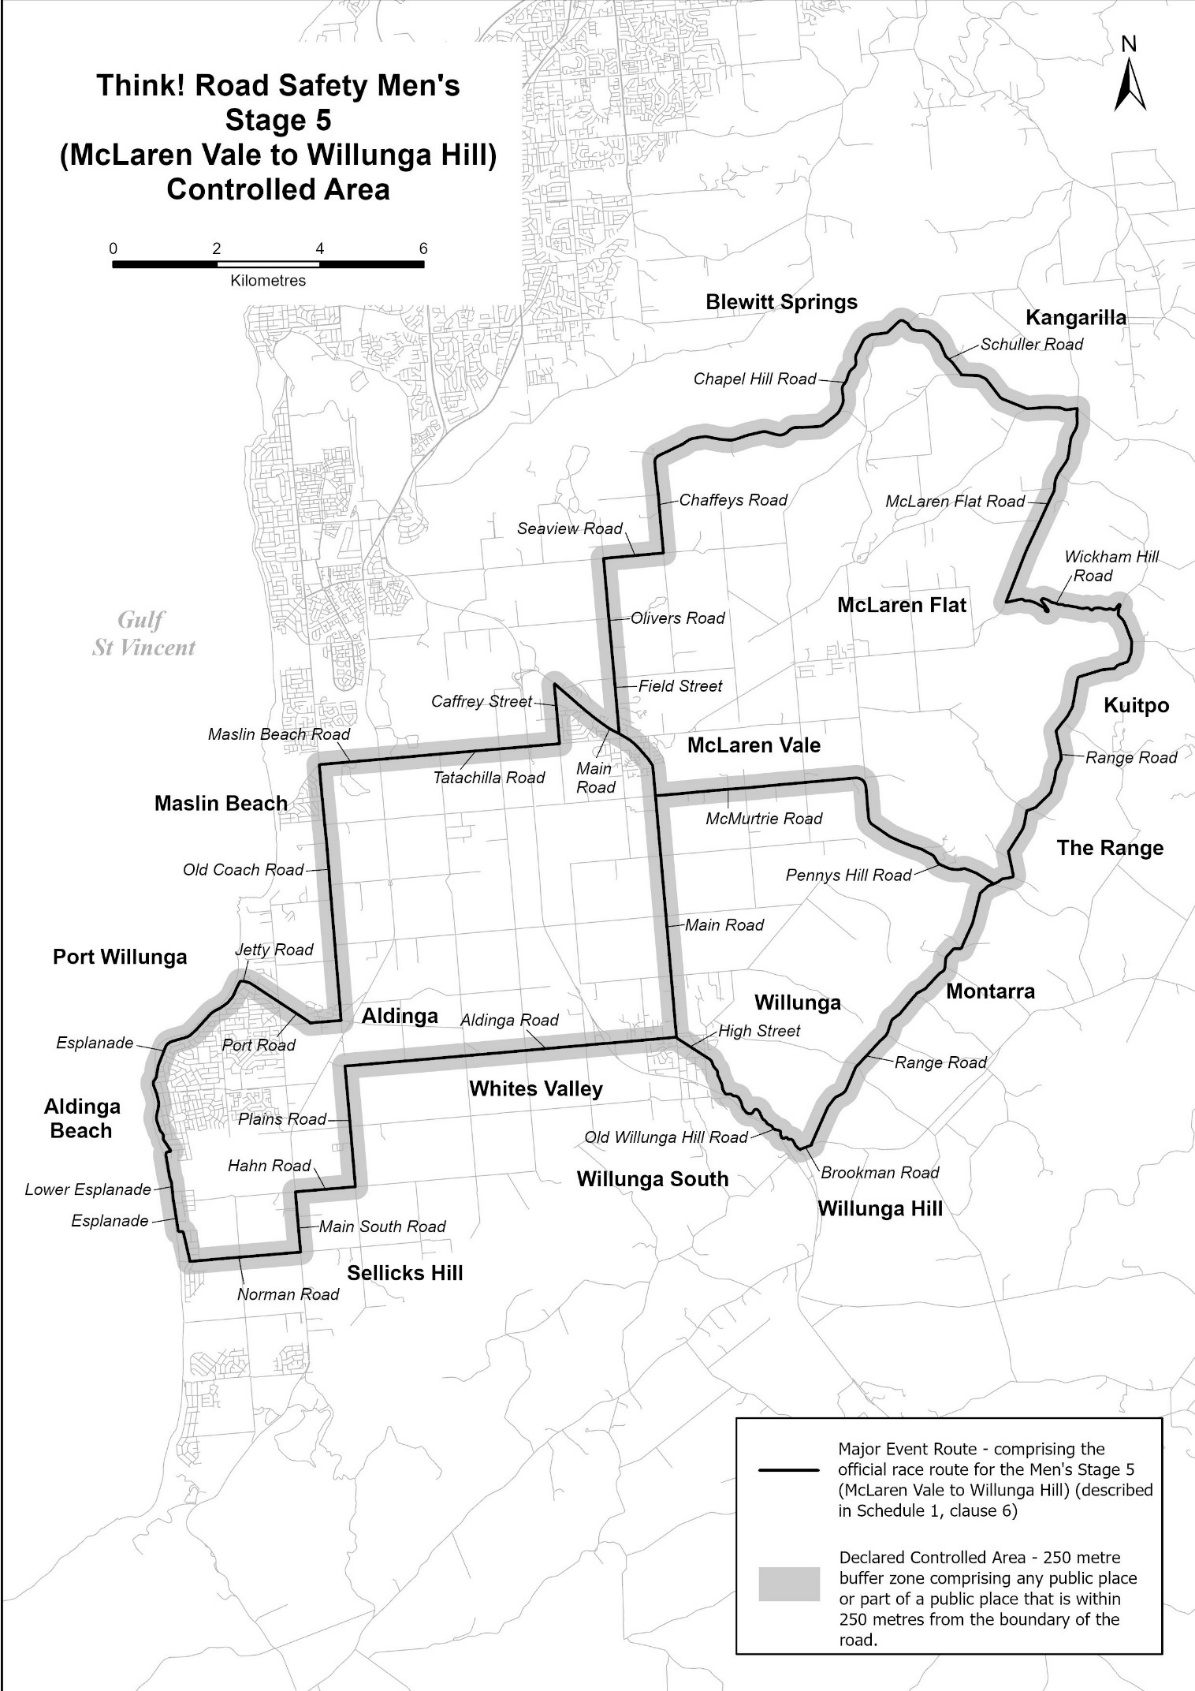 Think! Road Safety Men's
Stage 5
(McLaren Vale to Willunga Hill)
Controlled Area
N
0 2 4 6
Kilometres
Blewitt Springs
Kangarilla
Schuller Road
Chapel Hill Road
Chaffeys Road
McLaren Flat Road
Seaview Road
Wickham Hill
Road
McLaren Flat
Gulf
St Vincent
Olivers Road
Field Street
Caffrey Street
Kuitpo
Maslin Beach Road
McLaren Vale
Range Road
Tatachilla Road
Main
Road
Maslin Beach
McMurtrie Road
The Range
Old Coach Road
Pennys Hill Road
Main Road
Jetty Road
Port Willunga
Montarra
Willunga
Aldinga
Aldinga Road
High Street
Esplanade
Port Road
Range Road
Whites Valley
Aldinga
Beach
Plains Road
Old Willunga Hill Road
Hahn Road
Brookman Road
Willunga South
Lower Esplanade
Willunga Hill
Esplanade
Main South Road
Sellicks Hill
Norman Road
Major Event Route - comprising the
official race route for the Men's Stage 5
(McLaren Vale to Willunga Hill) (described
in Schedule 1, clause 6)
Declared Controlled Area - 250 metre
buffer zone comprising any public place
or part of a public place that is within
250 metres from the boundary of the
road.